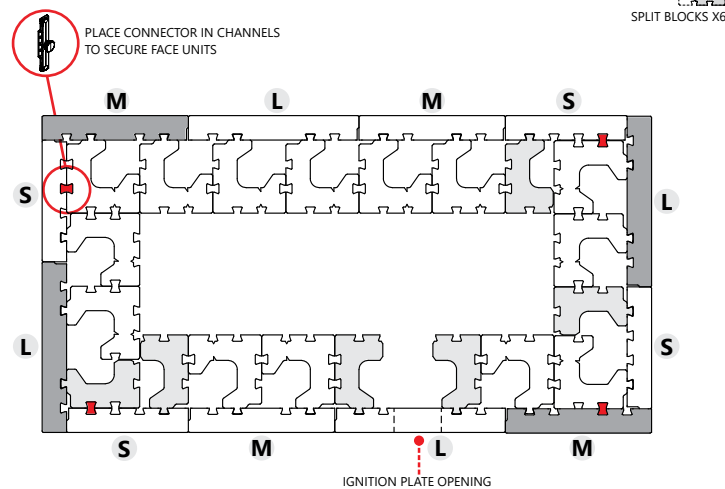 SPLIT BLOCKS X6
PLACE CONNECTOR IN CHANNELS
TO SECURE FACE UNITS
M L M S
S L
L S
S M L M
IGNITION PLATE OPENING